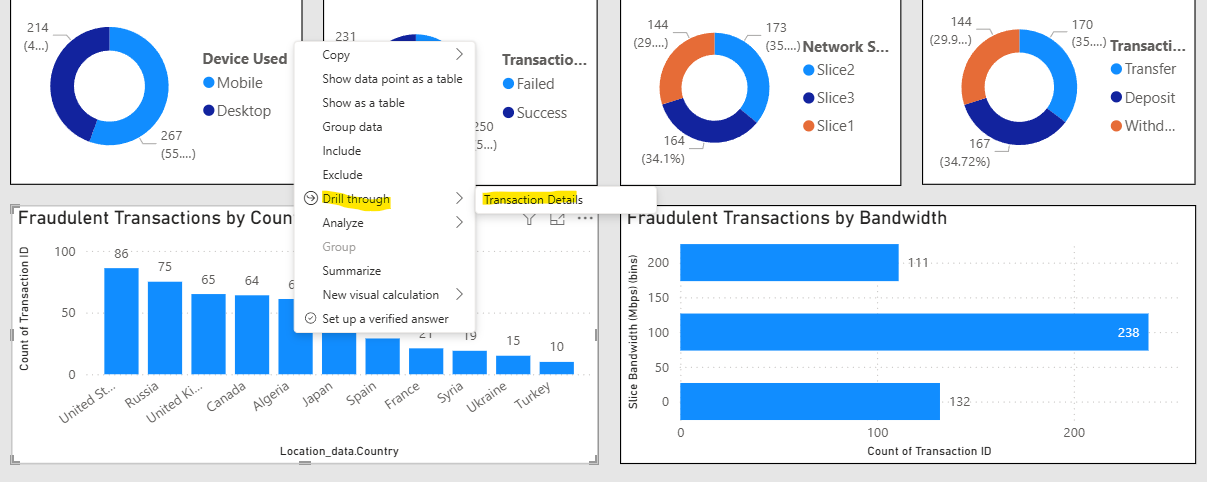 214
(4...)
267
(55....)
Device Used
Mobile
Desktop
231
250
(5...)
Transactio...
Failed
Success
144
(29....)
173
(35....)
164
(34.1%)
Network S...
Slice2
Slice3
Slice1
144
(29.9...)
170
(35....)
167
(34.72%)
Transacti...
Transfer
Deposit
Withd...
Copy
Show data point as a table
Show as a table
Group data
Include
Exclude
Drill through
Analyze
Group
Summarize
New visual calculation
Set up a verified answer
Transaction Details
Fraudulent Transactions by Coun
Count of Transaction ID
100
50
0
86
75
65
64
6
21
19
15
10
United St...
Russia
United Ki...
Canada
Algeria
Japan
Spain
France
Syria
Ukraine
Turkey
Location_data.Country
Fraudulent Transactions by Bandwidth
Slice Bandwidth (Mbps) (bins)
200
150
100
50
0
111
238
132
0
100
200
Count of Transaction ID